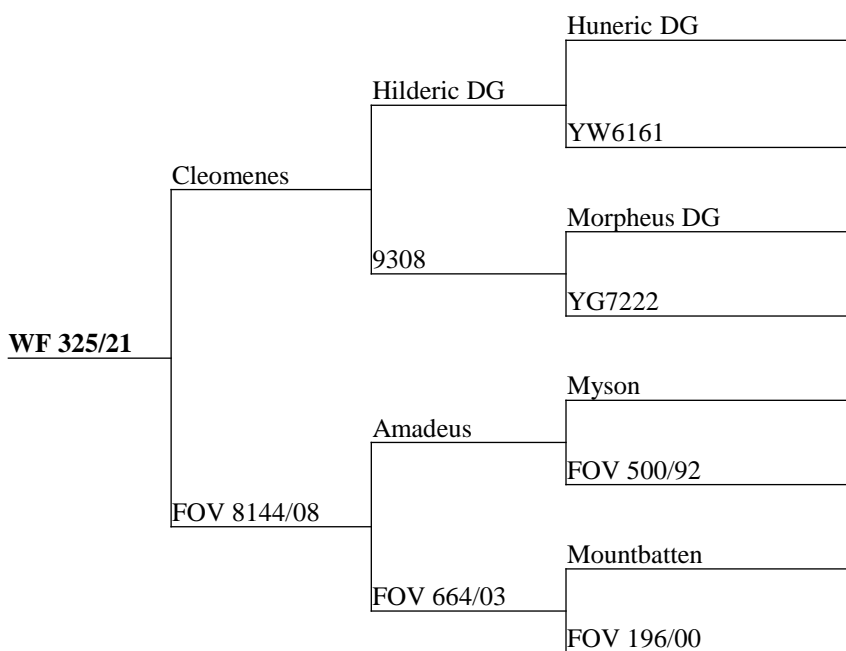 Huneric DG
Hilderic DG
YW6161
Cleomenes
Morpheus DG
9308
YG7222
WF 325/21
Myson
Amadeus
FOV 500/92
FOV 8144/08
Mountbatten
FOV 664/03
FOV 196/00